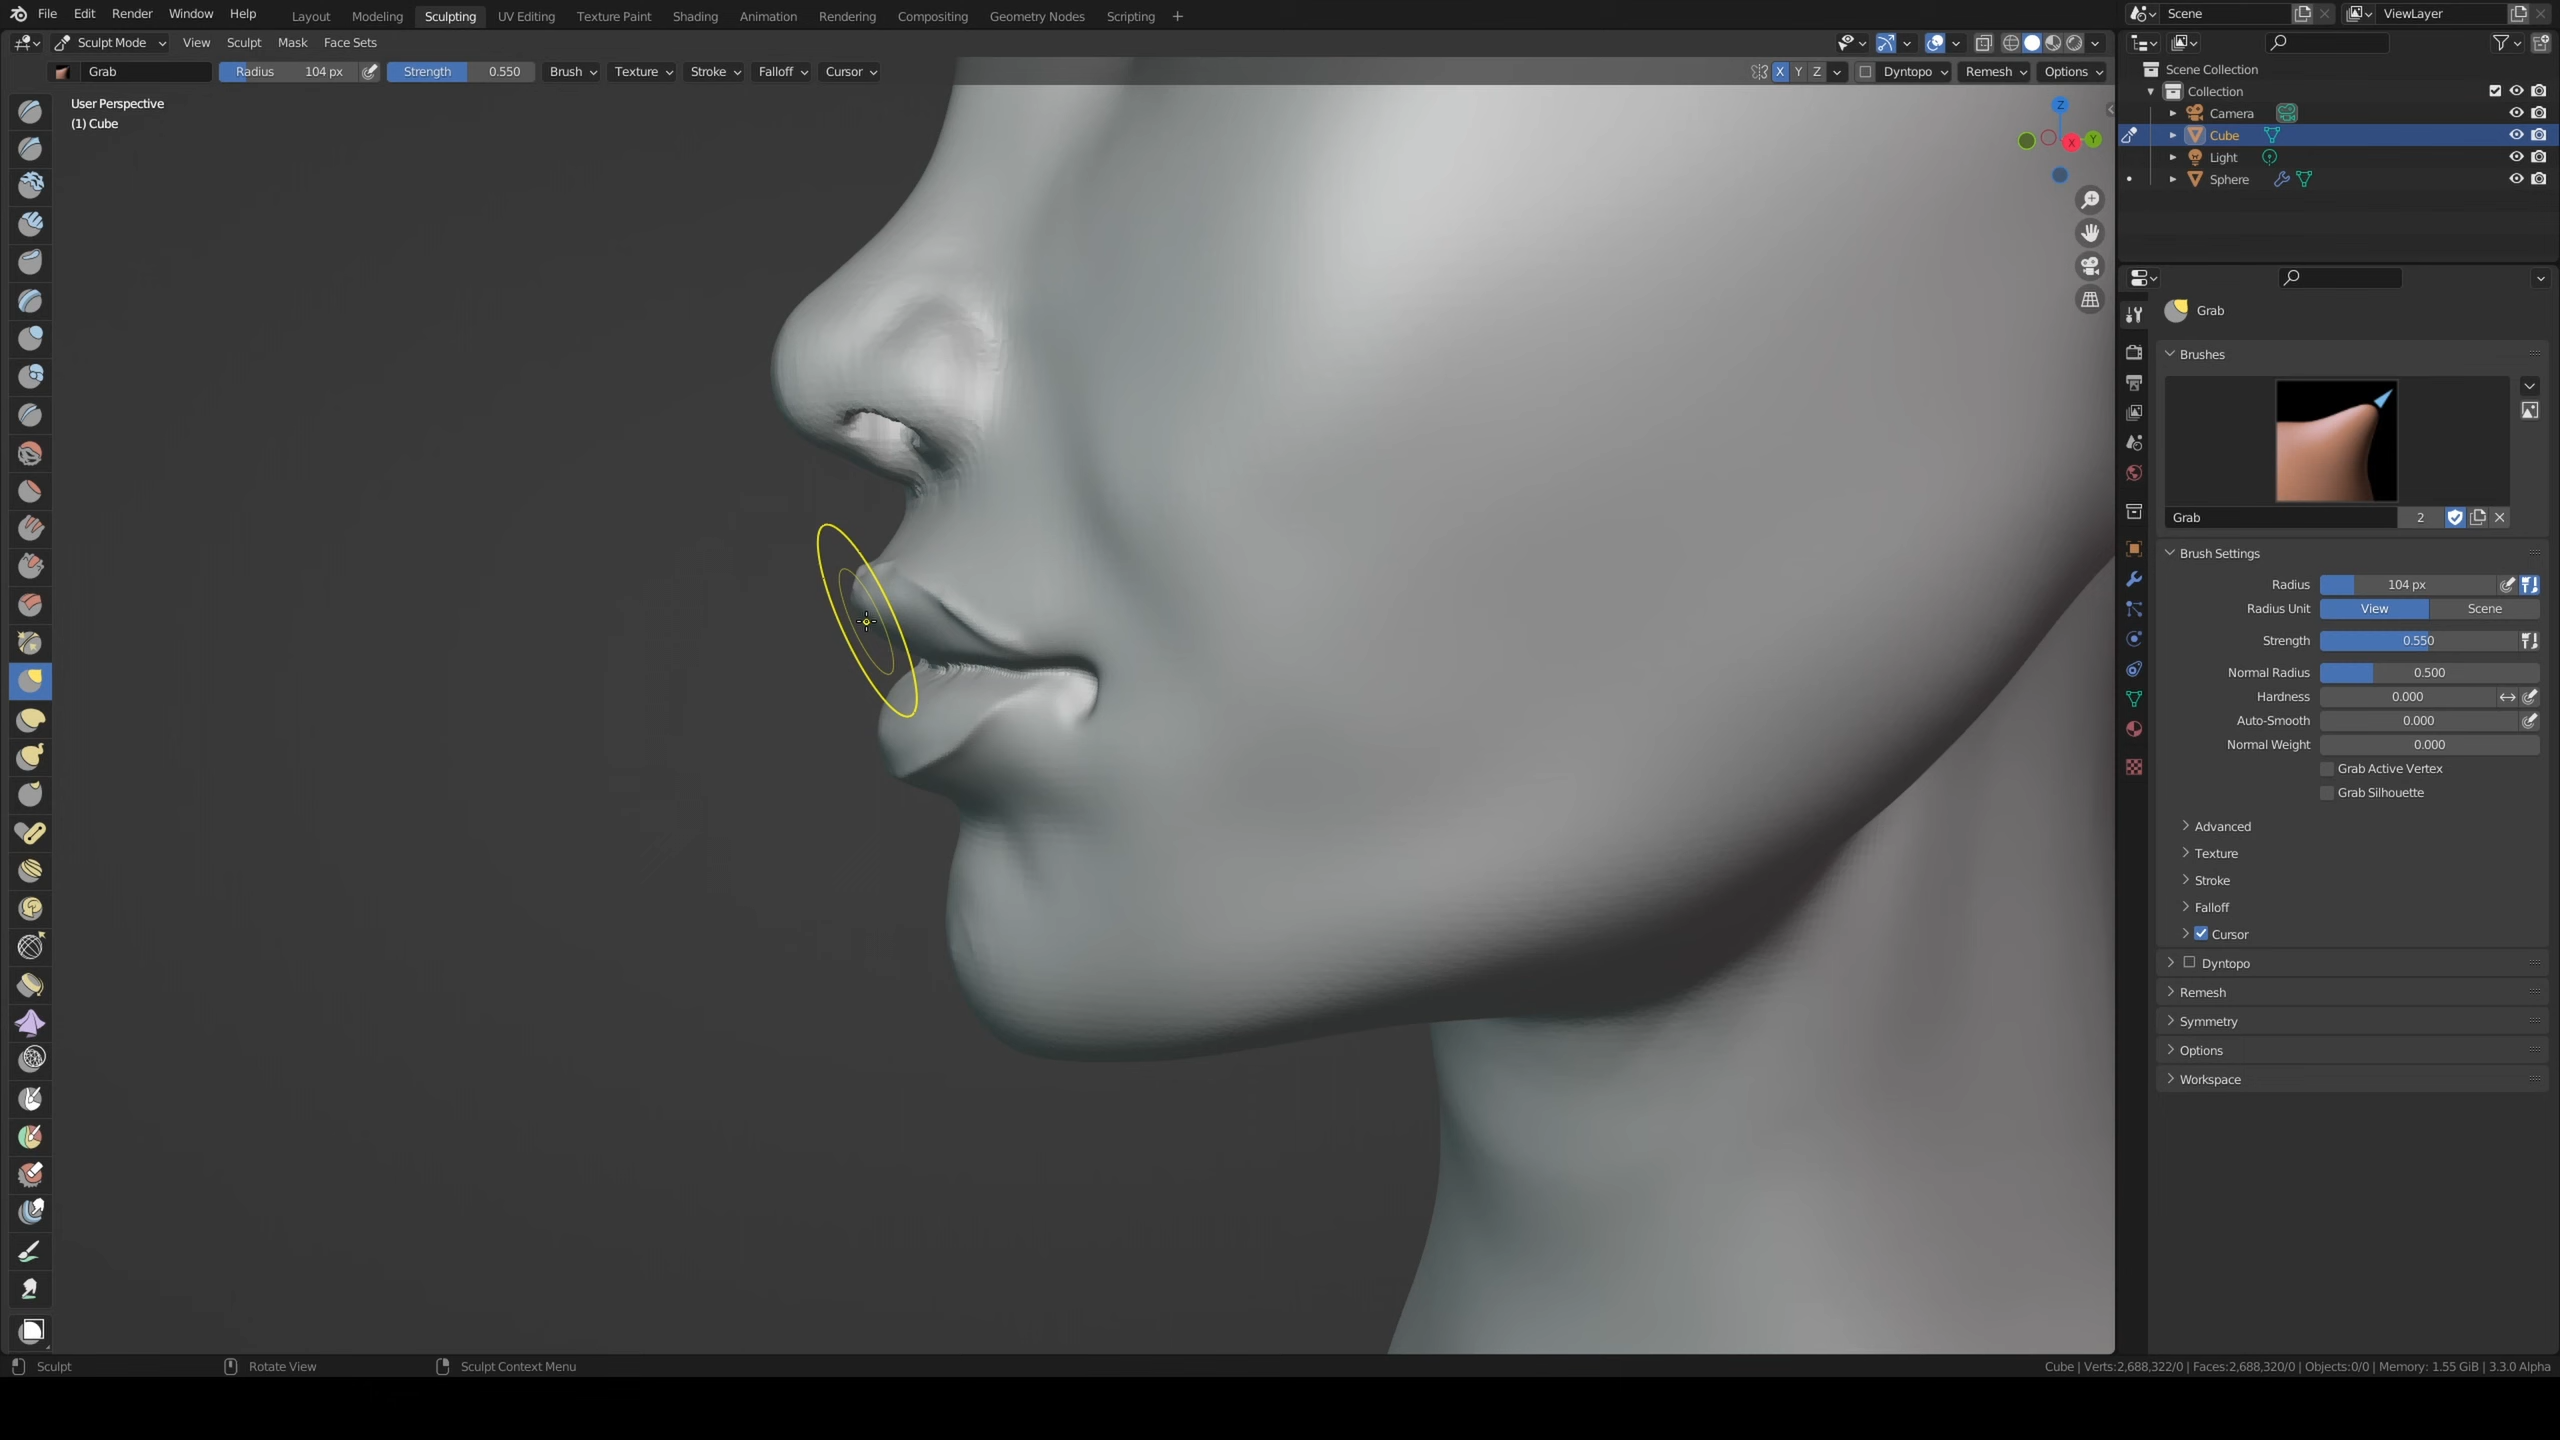 File Edit Render Window Help Layout Modeling Sculpting UV Editing Texture Paint Shading Animation Rendering Compositing Geometry Nodes Scripting + Scene ViewLayer
Sculpt Mode View Sculpt Mask Face Sets
Grab Radius 104 px Strength 0.550 Brush Texture Stroke Falloff Cursor X Y Z Dyntopo Remesh Options
User Perspective
(1) Cube
Z
X
Y
Scene Collection
Collection
Camera
Cube
Light
Sphere
Grab
Brushes
Grab 2
Brush Settings
Radius 104 px
Radius Unit View Scene
Strength 0.550
Normal Radius 0.500
Hardness 0.000
Auto-Smooth 0.000
Normal Weight 0.000
Grab Active Vertex
Grab Silhouette
Advanced
Texture
Stroke
Falloff
Cursor
Dyntopo
Remesh
Symmetry
Options
Workspace
Sculpt Rotate View Sculpt Context Menu Cube | Verts:2,688,322/0 | Faces:2,688,320/0 | Objects:0/0 | Memory: 1.55 GiB | 3.3.0 Alpha